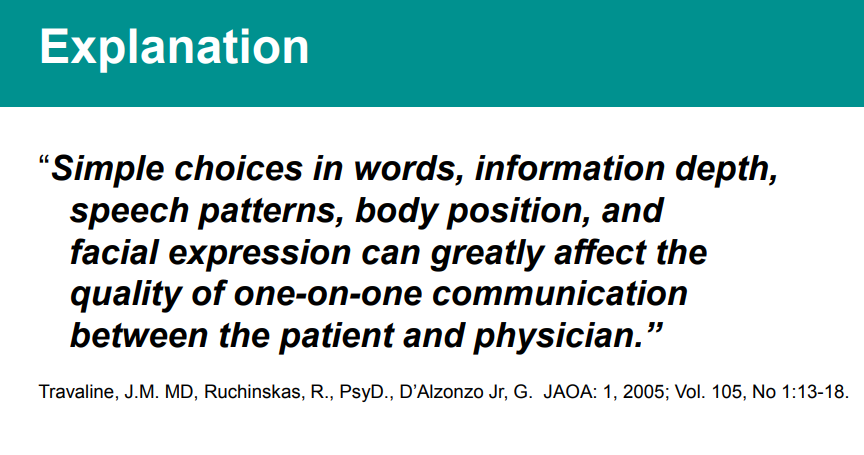 Explanation
“Simple choices in words, information depth,
speech patterns, body position, and
facial expression can greatly affect the
quality of one-on-one communication
between the patient and physician.”
Travaline, J.M. MD, Ruchinskas, R., PsyD., D’Alzonzo Jr, G.  JAOA: 1, 2005; Vol. 105, No 1:13-18.